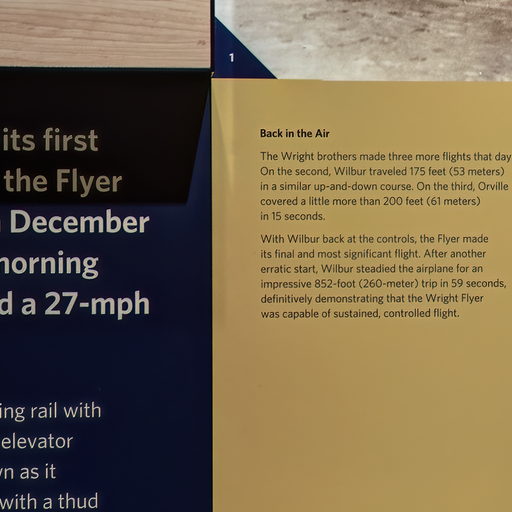 its first
the Flyer
December
morning
d a 27-mph
ing rail with
elevator
n as it
with a thud
1
Back in the Air
The Wright brothers made three more flights that day.
On the second, Wilbur traveled 175 feet (53 meters)
in a similar up-and-down course. On the third, Orville
covered a little more than 200 feet (61 meters)
in 15 seconds.
With Wilbur back at the controls, the Flyer made
its final and most significant flight. After another
erratic start, Wilbur steadied the airplane for an
impressive 852-foot (260-meter) trip in 59 seconds,
definitively demonstrating that the Wright Flyer
was capable of sustained, controlled flight.